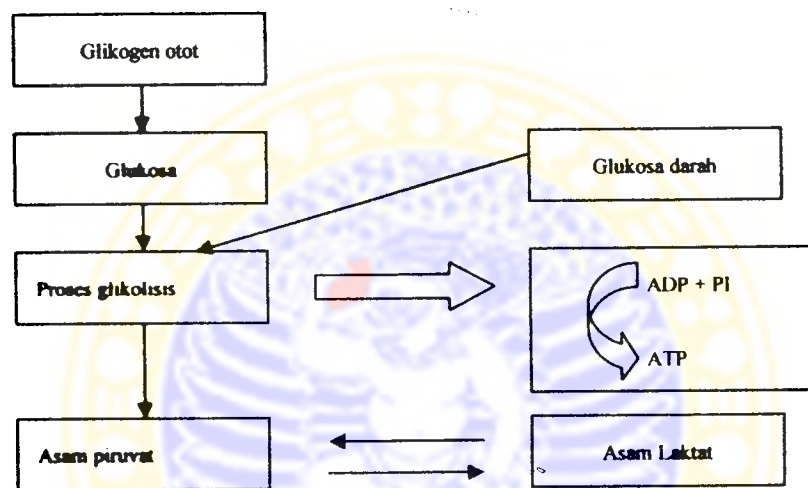 Glikogen otot
Glukosa
Glukosa darah
Proses glikolisis
ADP + PI
ATP
Asam piruvat
Asam Laktat